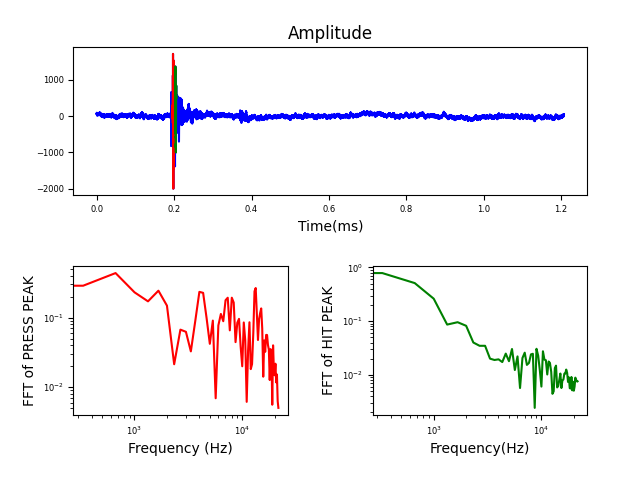 Amplitude
1000
0
−1000
−2000
0.0 0.2 0.4 0.6 0.8 1.0 1.2
Time(ms)
FFT of PRESS PEAK
10⁻¹
10⁻²
10³ 10⁴
Frequency (Hz)
FFT of HIT PEAK
10⁰
10⁻¹
10⁻²
10³ 10⁴
Frequency(Hz)